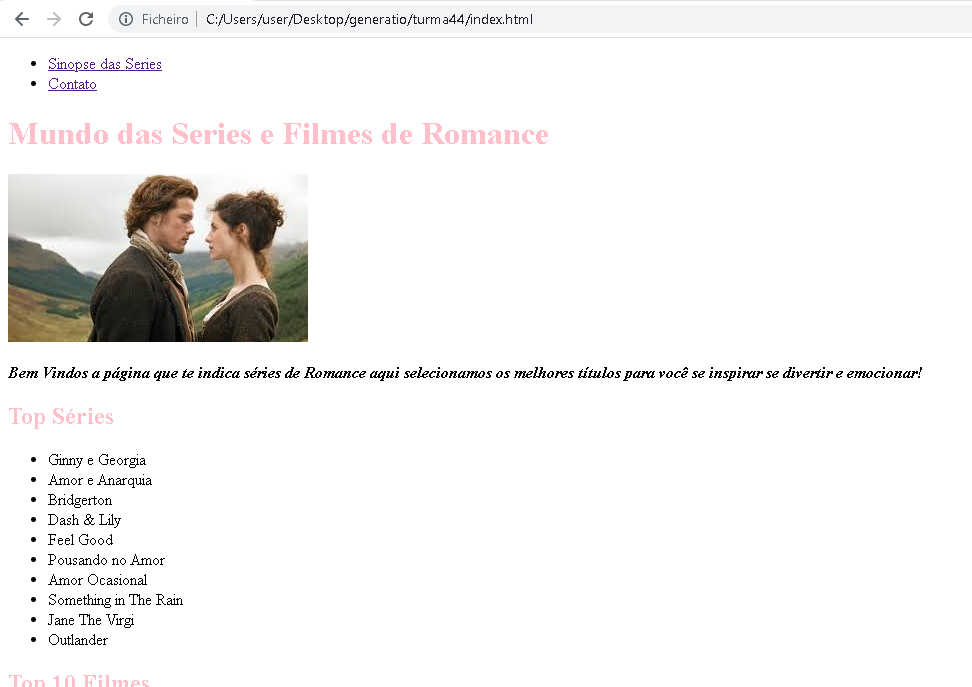 Ficheiro | C:/Users/user/Desktop/generatio/turma44/index.html
Sinopse das Series
Contato
Mundo das Series e Filmes de Romance
Bem Vindos a página que te indica séries de Romance aqui selecionamos os melhores títulos para você se inspirar se divertir e emocionar!
Top Séries
Ginny e Georgia
Amor e Anarquia
Bridgerton
Dash & Lily
Feel Good
Pousando no Amor
Amor Ocasional
Something in The Rain
Jane The Virgi
Outlander
Top 10 Filmes